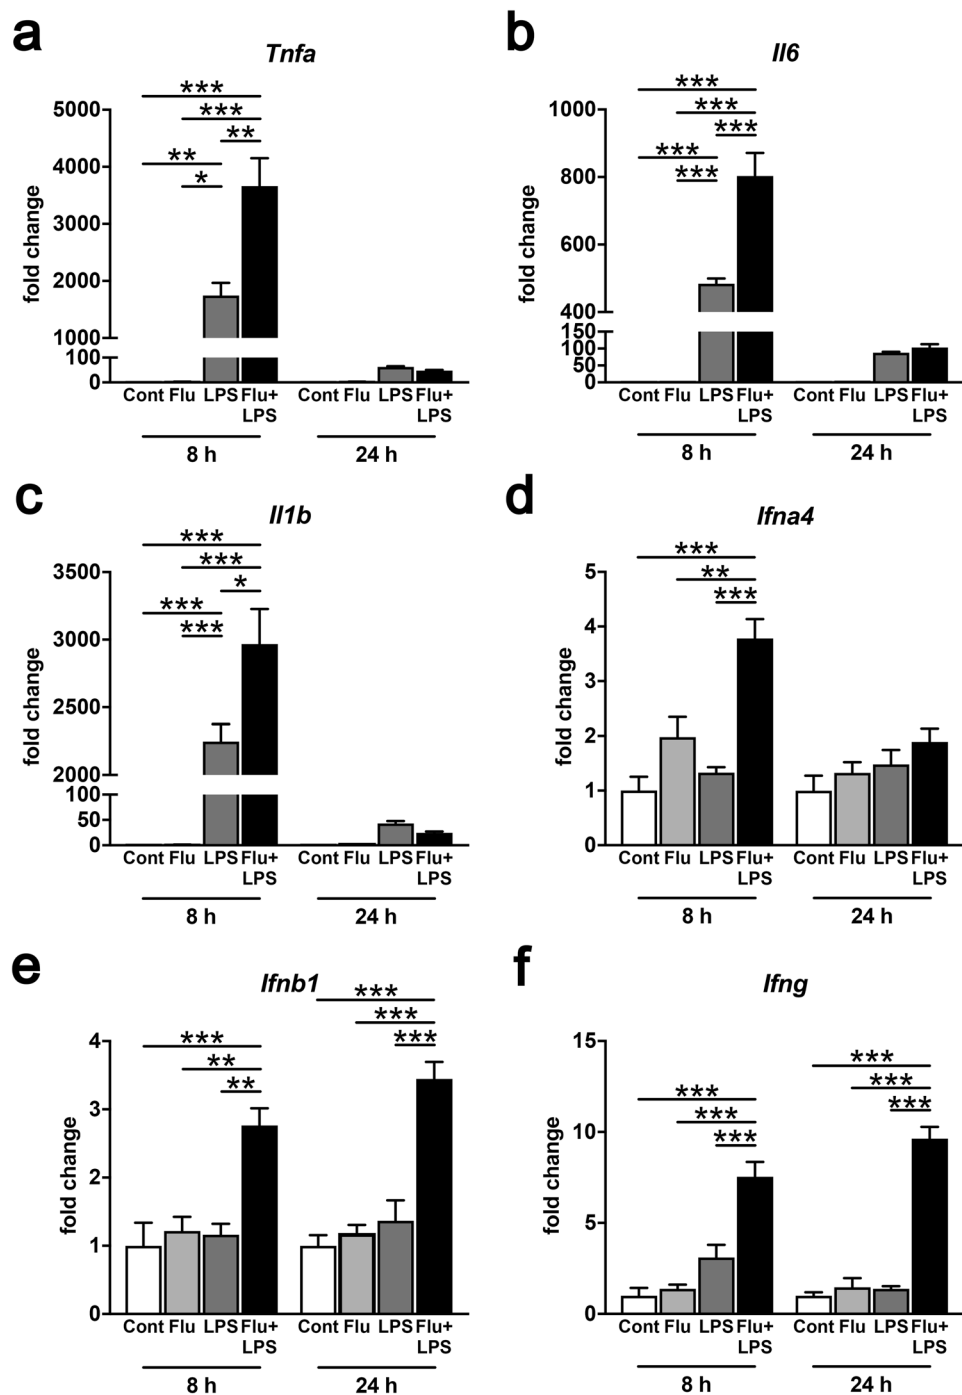 a
Tnfa
fold change
5000
4000
3000
2000
1000
100
0
***
***
**
**
*
Cont Flu LPS Flu+ LPS
Cont Flu LPS Flu+ LPS
8 h
24 h
b
Il6
fold change
1000
800
600
400
150
100
50
0
***
***
***
***
***
Cont Flu LPS Flu+ LPS
Cont Flu LPS Flu+ LPS
8 h
24 h
c
Il1b
fold change
3500
3000
2500
2000
100
50
0
***
***
*
***
***
Cont Flu LPS Flu+ LPS
Cont Flu LPS Flu+ LPS
8 h
24 h
d
Ifna4
fold change
5
4
3
2
1
0
***
**
***
Cont Flu LPS Flu+ LPS
Cont Flu LPS Flu+ LPS
8 h
24 h
e
Ifnb1
fold change
4
3
2
1
0
***
**
**
***
***
***
Cont Flu LPS Flu+ LPS
Cont Flu LPS Flu+ LPS
8 h
24 h
f
Ifng
fold change
15
10
5
0
***
***
***
***
***
***
Cont Flu LPS Flu+ LPS
Cont Flu LPS Flu+ LPS
8 h
24 h